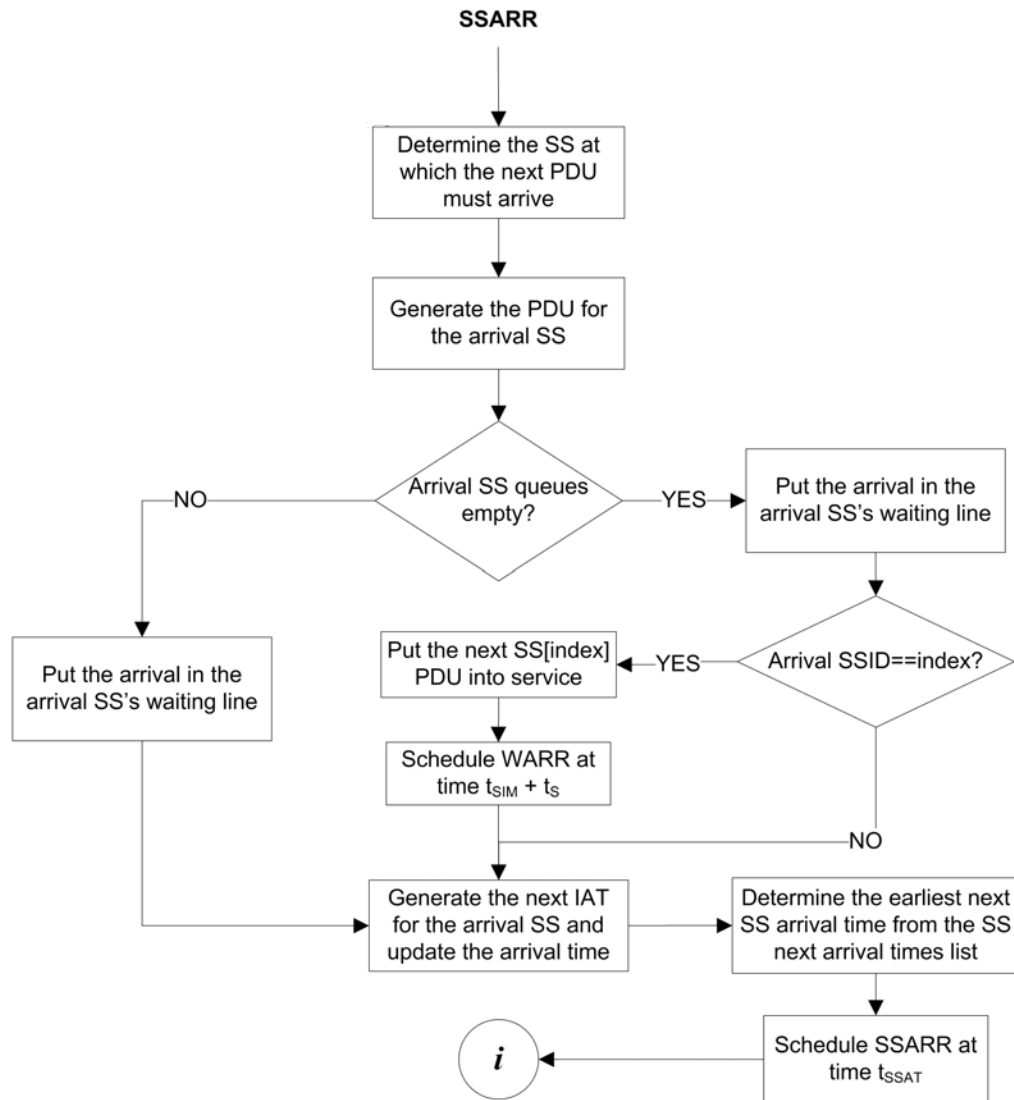 SSARR
Determine the SS at
which the next PDU
must arrive
Generate the PDU for
the arrival SS
Arrival SS queues
empty?
NO
YES
Put the arrival in the
arrival SS's waiting line
Arrival SSID==index?
YES
NO
Put the next SS[index]
PDU into service
Schedule WARR at
time tSIM + tS
Put the arrival in the
arrival SS's waiting line
Generate the next IAT
for the arrival SS and
update the arrival time
Determine the earliest next
SS arrival time from the SS
next arrival times list
Schedule SSARR at
time tSSAT
i